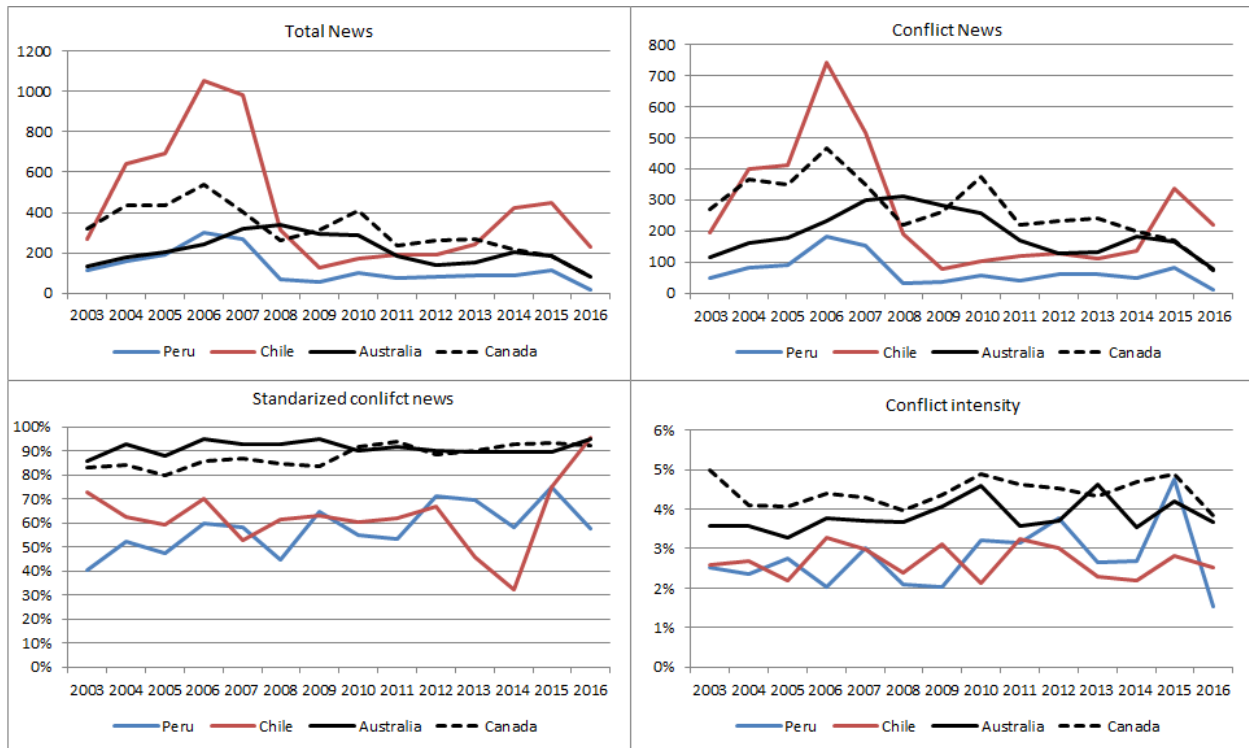 Total News
1200
1000
800
600
400
200
0
2003 2004 2005 2006 2007 2008 2009 2010 2011 2012 2013 2014 2015 2016
Peru Chile Australia Canada
Conflict News
800
700
600
500
400
300
200
100
0
2003 2004 2005 2006 2007 2008 2009 2010 2011 2012 2013 2014 2015 2016
Peru Chile Australia Canada
Standarized conlifct news
100%
90%
80%
70%
60%
50%
40%
30%
20%
10%
0%
2003 2004 2005 2006 2007 2008 2009 2010 2011 2012 2013 2014 2015 2016
Peru Chile Australia Canada
Conflict intensity
6%
5%
4%
3%
2%
1%
0%
2003 2004 2005 2006 2007 2008 2009 2010 2011 2012 2013 2014 2015 2016
Peru Chile Australia Canada